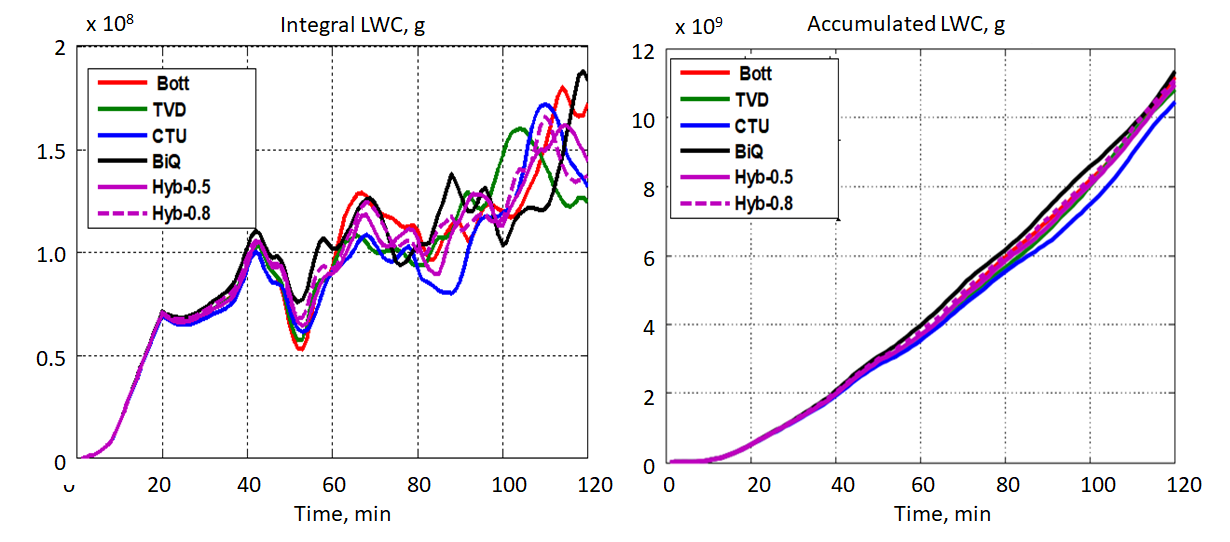 x 10⁸
Integral LWC, g
2
1.5
1.0
0.5
0
Bott
TVD
CTU
BiQ
Hyb-0.5
Hyb-0.8
20
40
60
80
100
120
Time, min
x 10⁹
Accumulated LWC, g
12
10
8
6
4
2
0
Bott
TVD
CTU
BiQ
Hyb-0.5
Hyb-0.8
0
20
40
60
80
100
120
Time, min